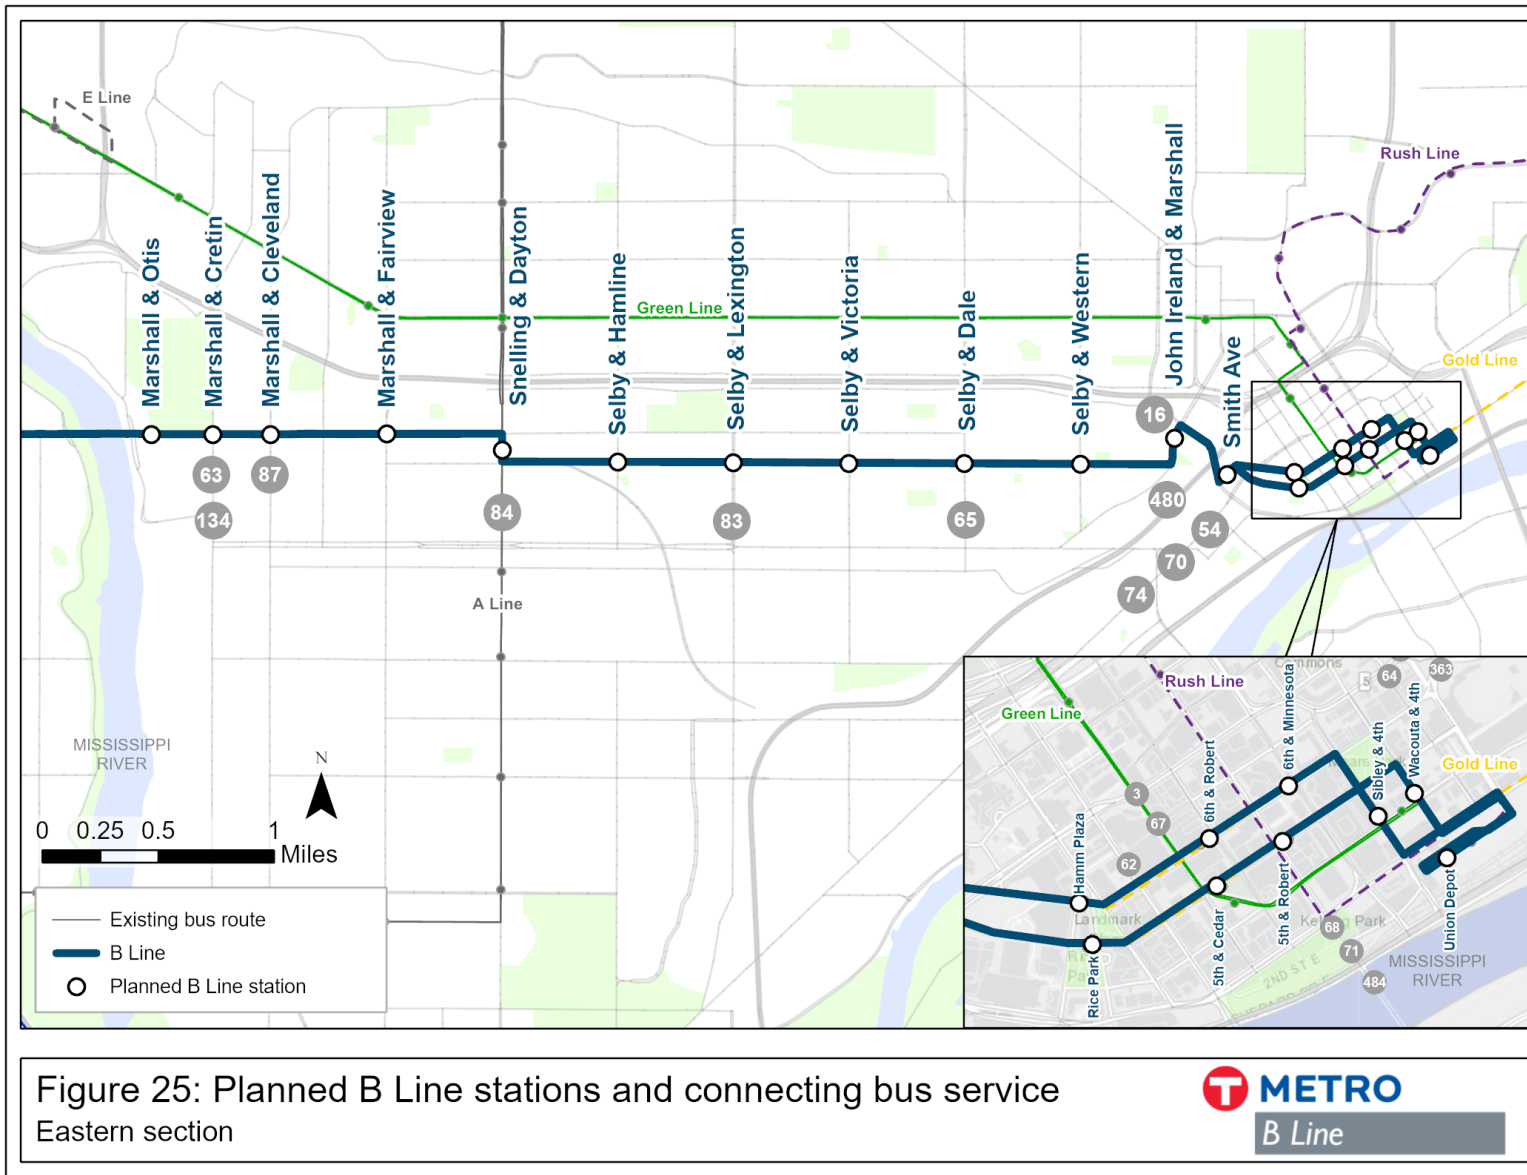 E Line
Rush Line
Marshall & Otis
Marshall & Cretin
Marshall & Cleveland
Marshall & Fairview
Snelling & Dayton
Selby & Hamline
Selby & Lexington
Selby & Victoria
Selby & Dale
Selby & Western
John Ireland & Marshall
Smith Ave
Green Line
Gold Line
16
63
87
134
84
83
65
480
54
70
74
A Line
MISSISSIPPI
RIVER
N
0 0.25 0.5 1
Miles
Existing bus route
B Line
Planned B Line station
Commons
5
64
363
Rush Line
Green Line
Gold Line
3
67
62
Hamm Plaza
6th & Robert
6th & Minnesota
Sibley & 4th
Wacouta & 4th
Landmark
Rice Park
5th & Cedar
5th & Robert
Union Depot
68
71
484
2ND ST E
MISSISSIPPI
RIVER
Figure 25: Planned B Line stations and connecting bus service
Eastern section
T METRO
B Line